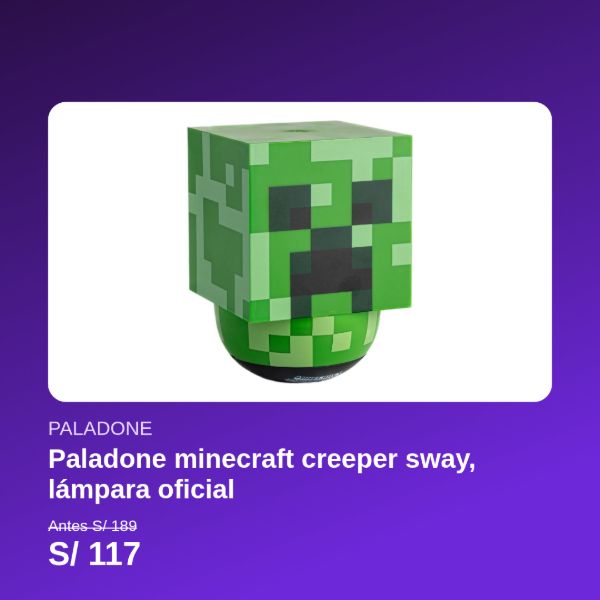 PALADONE
Paladone minecraft creeper sway,
lámpara oficial
Antes S/ 189
S/ 117